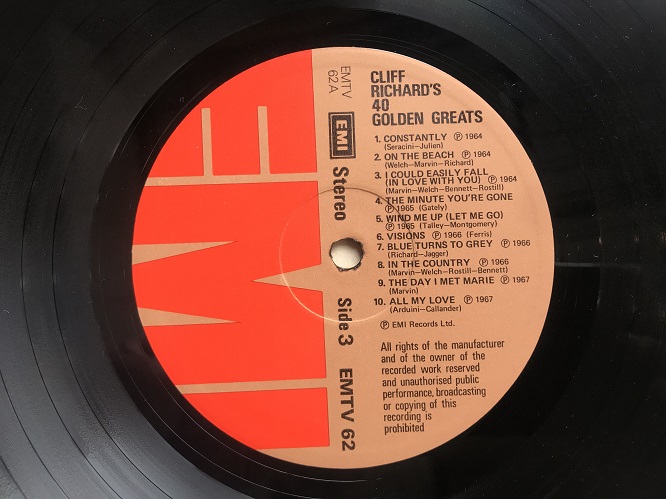 CLIFF
RICHARD'S
40
GOLDEN GREATS
1. CONSTANTLY Ⓟ 1964
(Seracini–Julien)
2. ON THE BEACH Ⓟ 1964
(Welch–Marvin–Richard)
3. I COULD EASILY FALL
(IN LOVE WITH YOU) Ⓟ 1964
(Marvin–Welch–Bennett–Rostill)
4. THE MINUTE YOU'RE GONE
Ⓟ 1965 (Gately)
5. WIND ME UP (LET ME GO)
Ⓟ 1965 (Talley–Montgomery)
6. VISIONS Ⓟ 1966 (Ferris)
7. BLUE TURNS TO GREY Ⓟ 1966
(Richard–Jagger)
8. IN THE COUNTRY Ⓟ 1966
(Marvin–Welch–Rostill–Bennett)
9. THE DAY I MET MARIE Ⓟ 1967
(Marvin)
10. ALL MY LOVE Ⓟ 1967
(Arduini–Callander)
Ⓟ EMI Records Ltd.
All rights of the manufacturer
and of the owner of the
recorded work reserved
and unauthorised public
performance, broadcasting
or copying of this
recording is
prohibited
EMTV
62A
EMI Stereo Side 3 EMTV 62
EMI